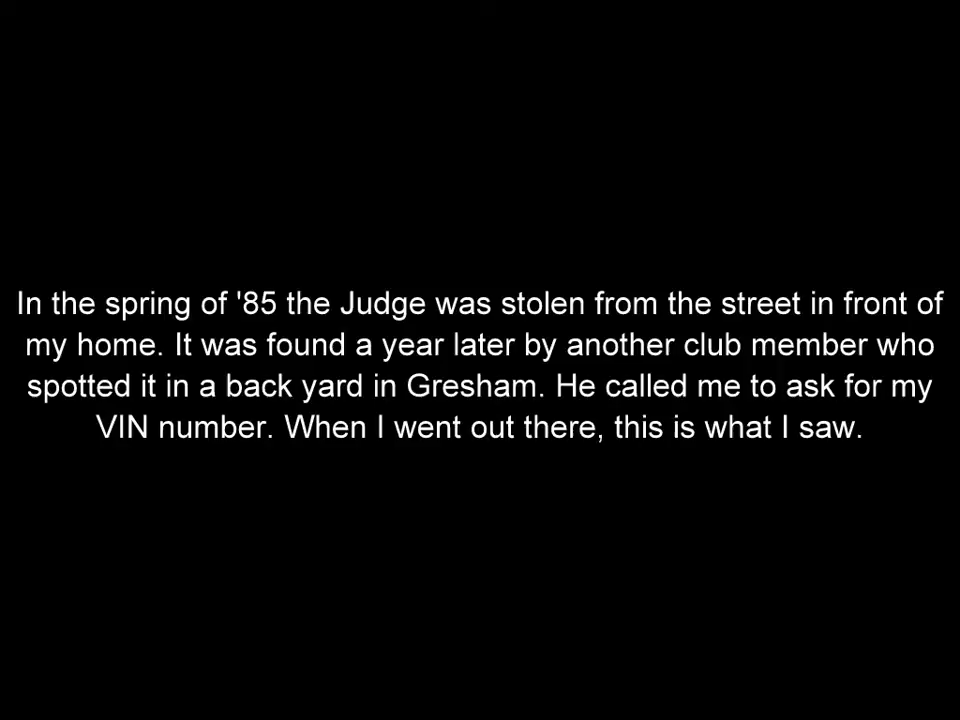 In the spring of '85 the Judge was stolen from the street in front of
my home. It was found a year later by another club member who
spotted it in a back yard in Gresham. He called me to ask for my
VIN number. When I went out there, this is what I saw.